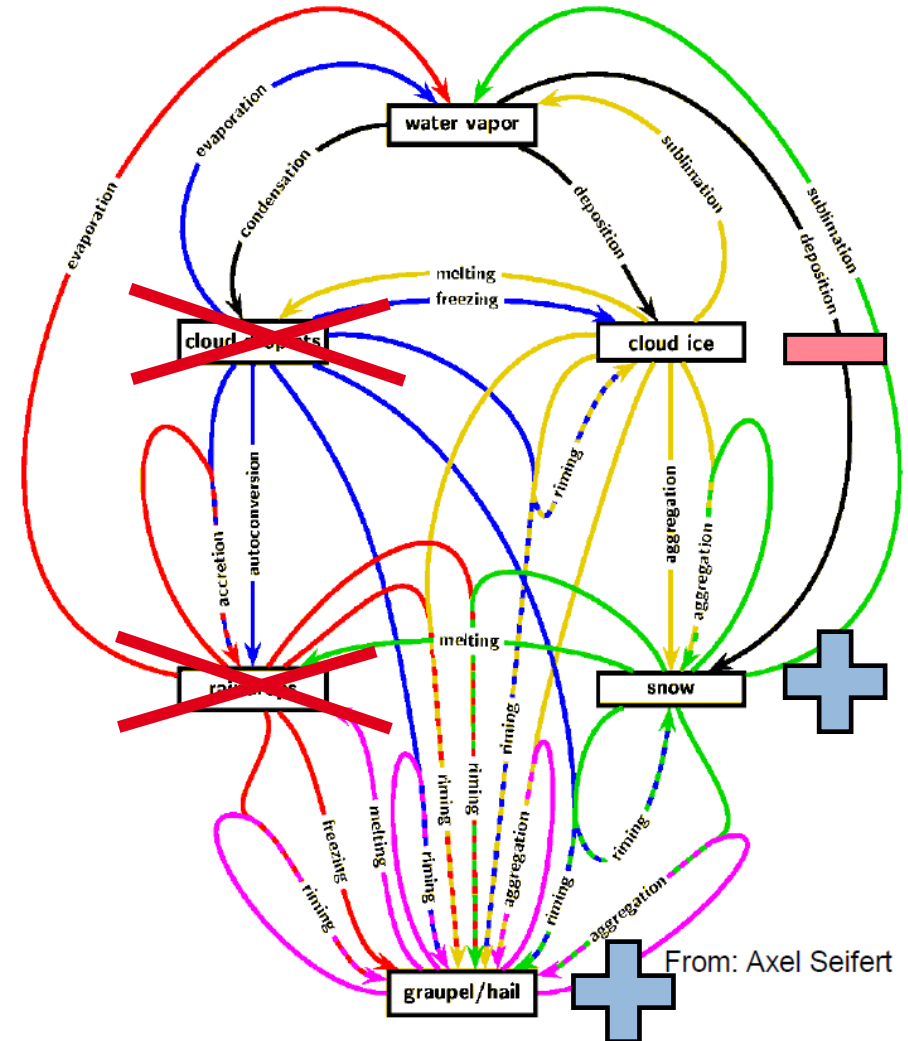 water vapor
evaporation
condensation
deposition
sublimation
evaporation
sublimation
deposition
melting
freezing
cloud
cloud ice
riming
accretion
autoconversion
aggregation
aggregation
melting
snow
riming
riming
riming
riming
freezing
melting
riming
riming
aggregation
riming
aggregation
From: Axel Seifert
graupel/hail